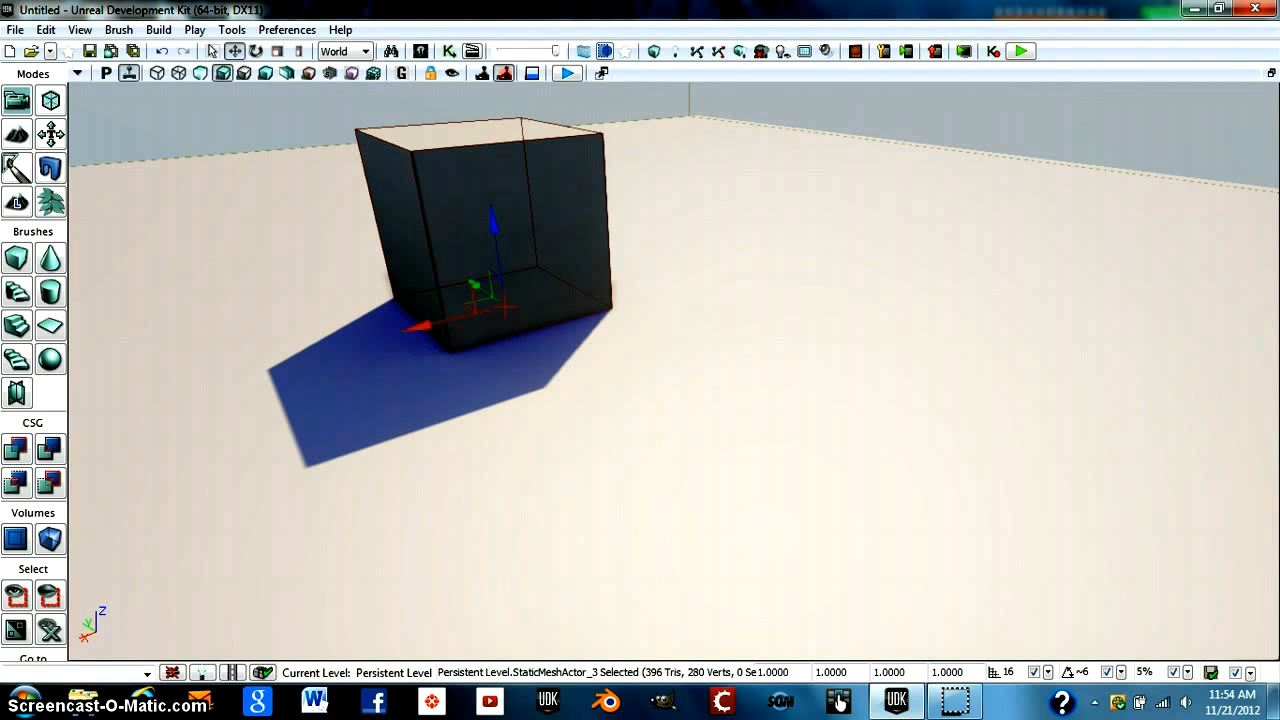 Untitled - Unreal Development Kit (64-bit, DX11)
File Edit View Brush Build Play Tools Preferences Help
World
Modes
P
G
L
Brushes
CSG
Volumes
Select
Go to
Z
Y
X
Current Level: Persistent Level Persistent Level.StaticMeshActor_3 Selected (396 Tris, 280 Verts, 0 Se 1.0000 1.0000 1.0000 1.0000 16 ~6 5%
RECORDED WITH
Screencast-O-Matic.com
UDK
UDK
11:54 AM
11/21/2012